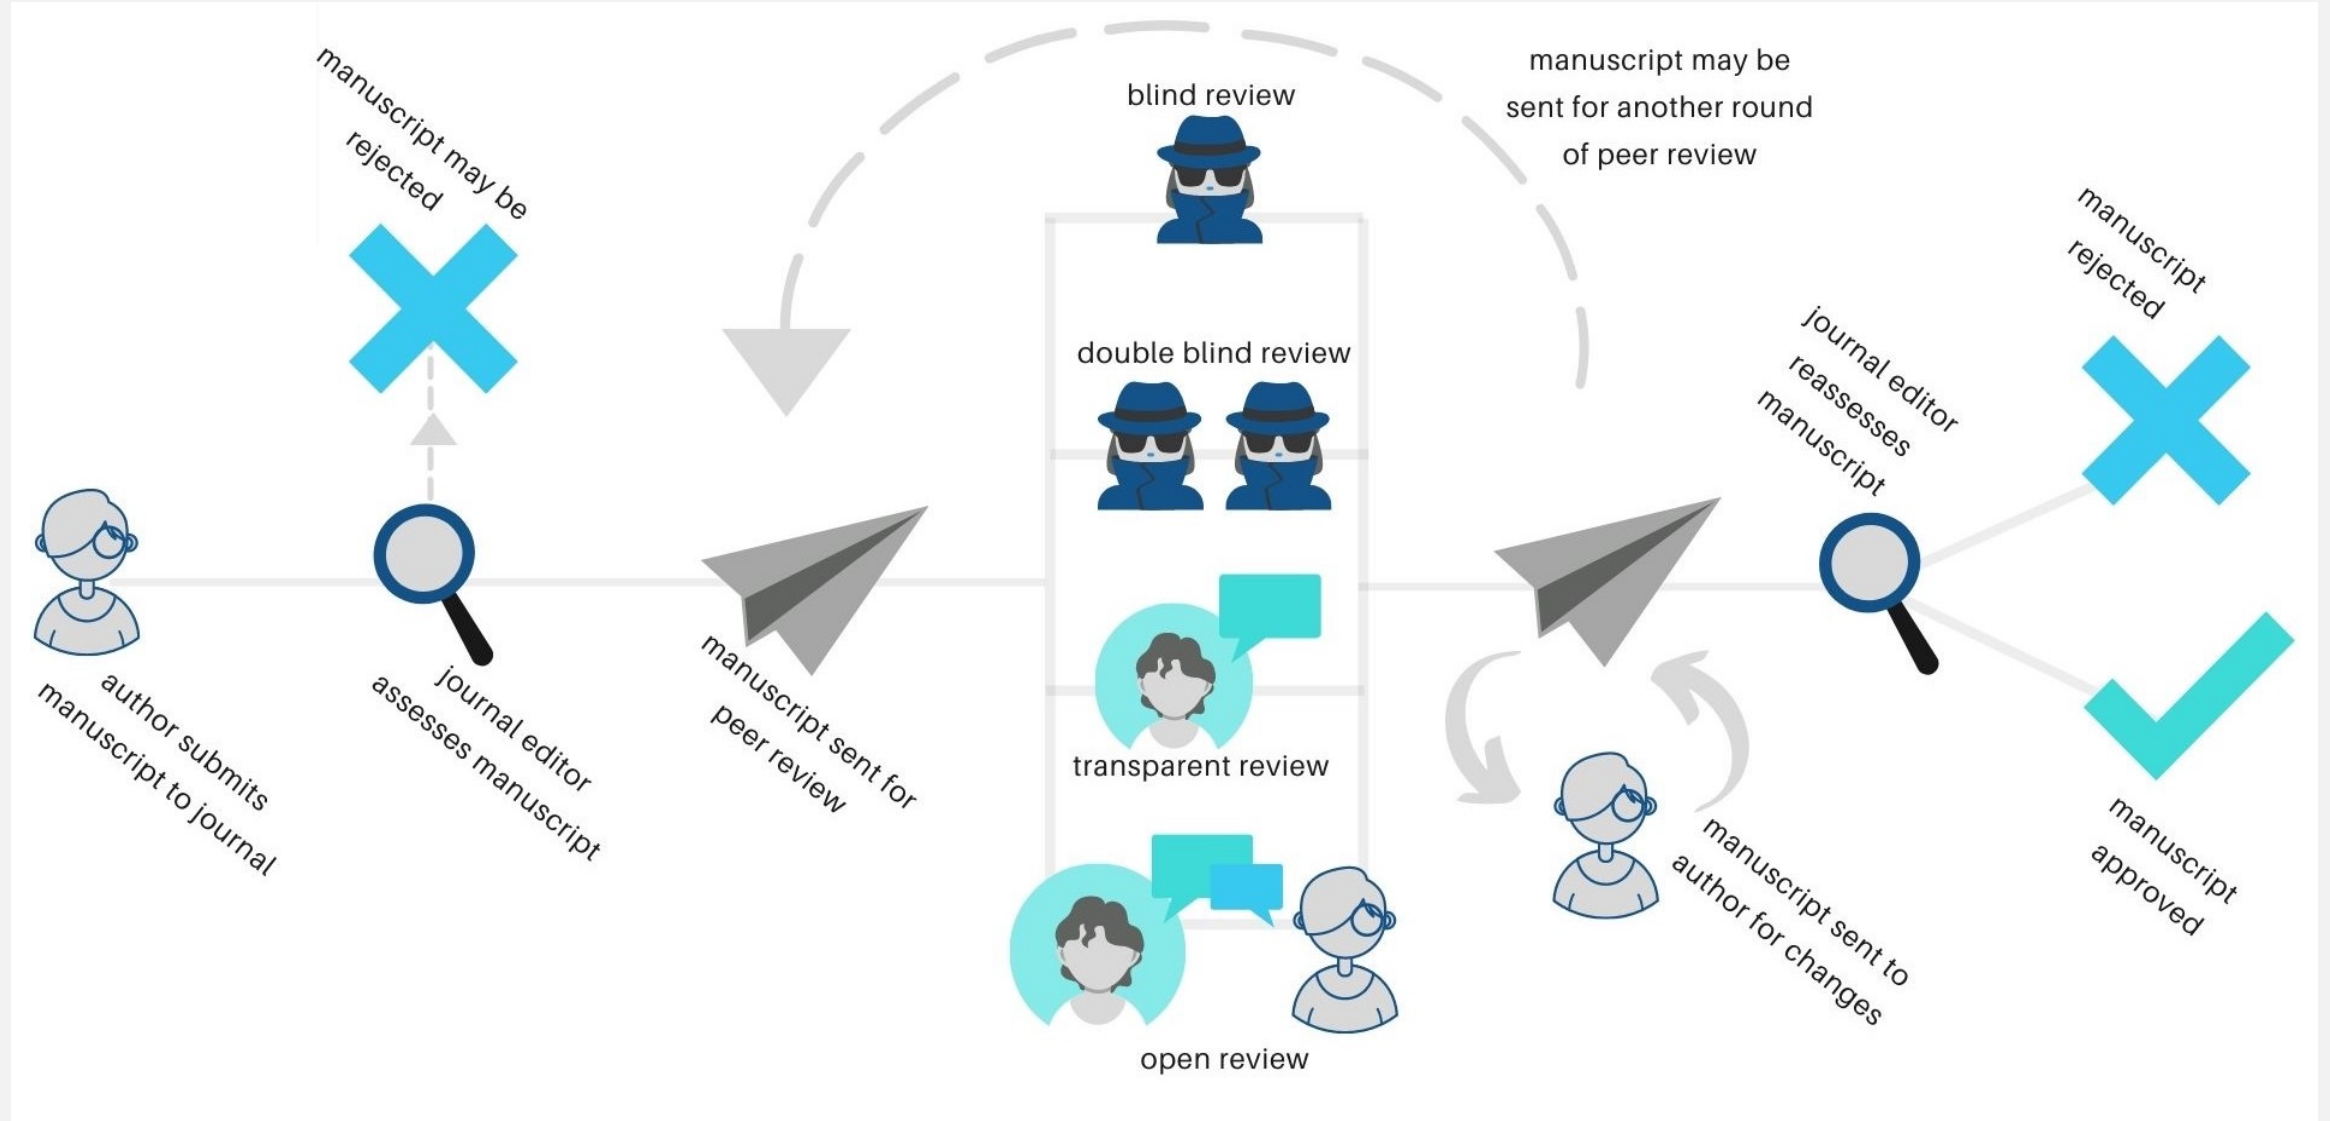 manuscript may be
rejected
author submits
manuscript to journal
journal editor
assesses manuscript
manuscript sent for
peer review
blind review
double blind review
transparent review
open review
manuscript may be
sent for another round
of peer review
manuscript sent to
author for changes
journal editor
reassesses
manuscript
manuscript
rejected
manuscript
approved